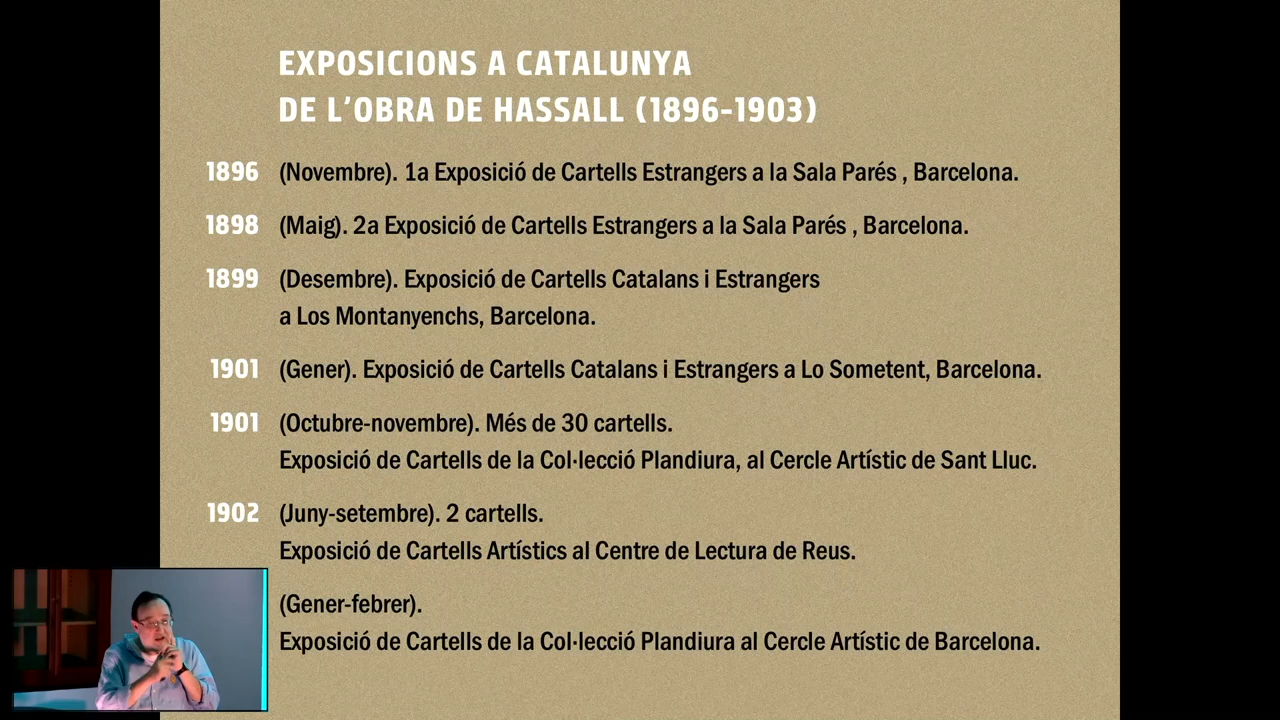 EXPOSICIONS A CATALUNYA
DE L'OBRA DE HASSALL (1896-1903)
1896 (Novembre). 1a Exposició de Cartells Estrangers a la Sala Parés , Barcelona.
1898 (Maig). 2a Exposició de Cartells Estrangers a la Sala Parés , Barcelona.
1899 (Desembre). Exposició de Cartells Catalans i Estrangers
a Los Montanyenchs, Barcelona.
1901 (Gener). Exposició de Cartells Catalans i Estrangers a Lo Sometent, Barcelona.
1901 (Octubre-novembre). Més de 30 cartells.
Exposició de Cartells de la Col·lecció Plandiura, al Cercle Artístic de Sant Lluc.
1902 (Juny-setembre). 2 cartells.
Exposició de Cartells Artístics al Centre de Lectura de Reus.
(Gener-febrer).
Exposició de Cartells de la Col·lecció Plandiura al Cercle Artístic de Barcelona.